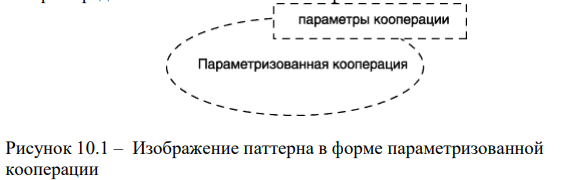 параметры кооперации
Параметризованная кооперация
Рисунок 10.1 – Изображение паттерна в форме параметризованной
кооперации